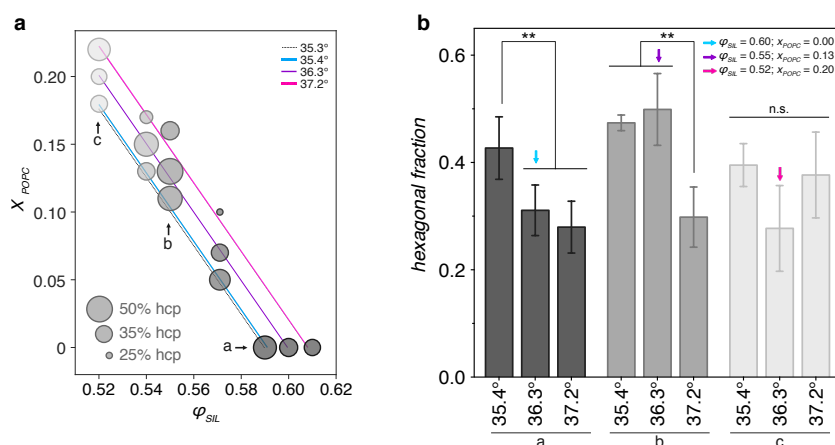 a
35.3°
35.4°
36.3°
37.2°
0.20
0.15
0.10
0.05
0
X POPC
c
b
a
50% hcp
35% hcp
25% hcp
0.52 0.54 0.56 0.58 0.60 0.62
φSIL
b
** **
φSIL = 0.60; xPOPC = 0.00
φSIL = 0.55; xPOPC = 0.13
φSIL = 0.52; xPOPC = 0.20
n.s.
0.6
0.4
0.2
0.0
hexagonal fraction
35.4° 36.3° 37.2° 35.4° 36.3° 37.2° 35.4° 36.3° 37.2°
a b c